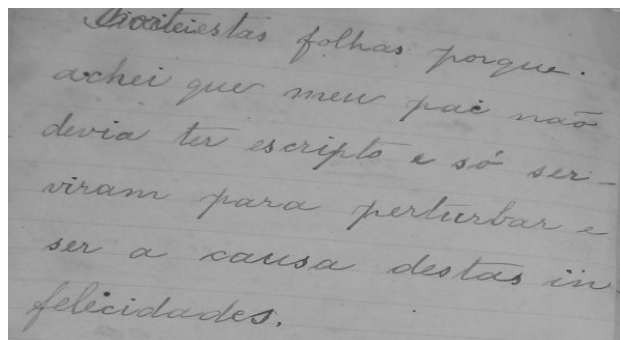 estas folhas porque.
achei que meu pai não
devia ter escripto e só ser-
viram para perturbar e
ser a causa destas in-
felicidades.